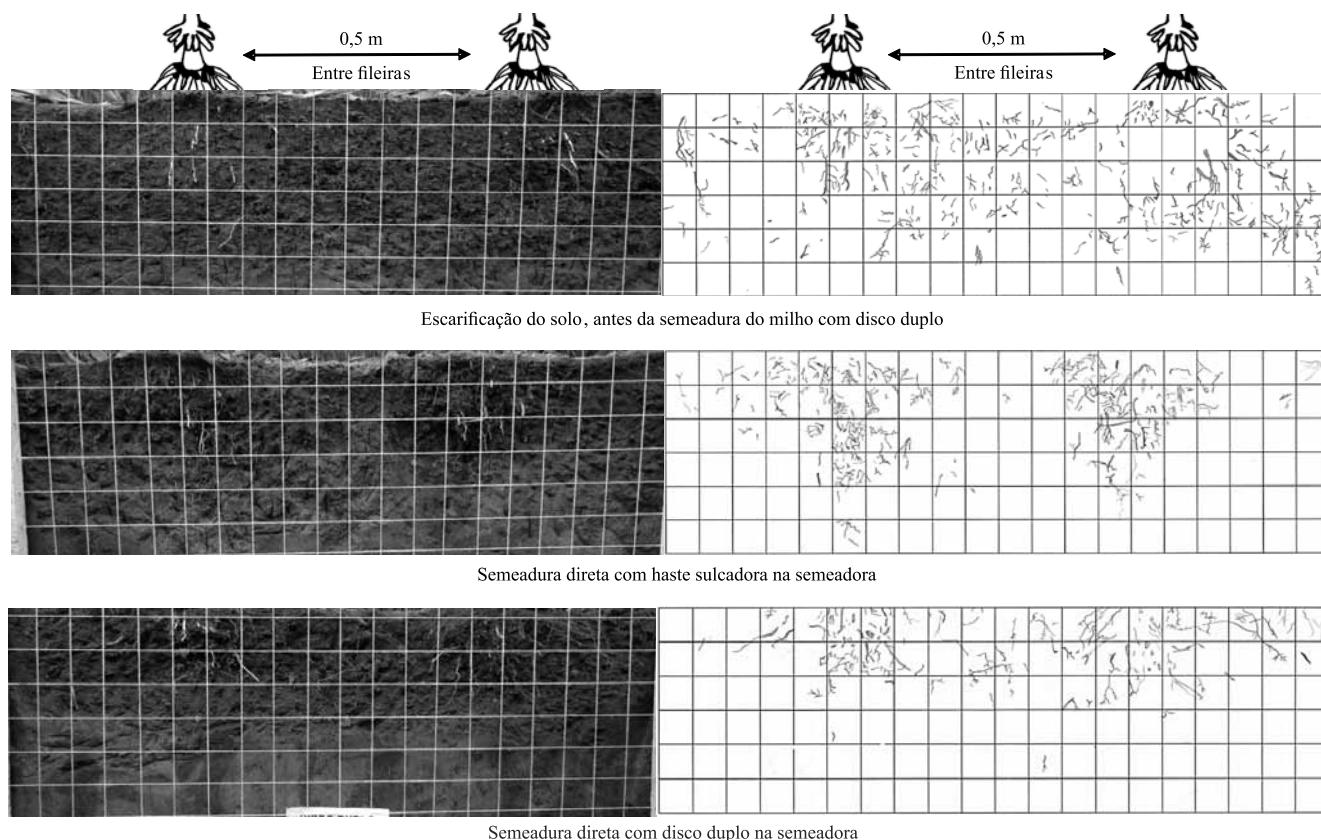 0,5 m
0,5 m
Entre fileiras
Entre fileiras
Escarificação do solo, antes da semeadura do milho com disco duplo
Semeadura direta com haste sulcadora na semeadora
Semeadura direta com disco duplo na semeadora